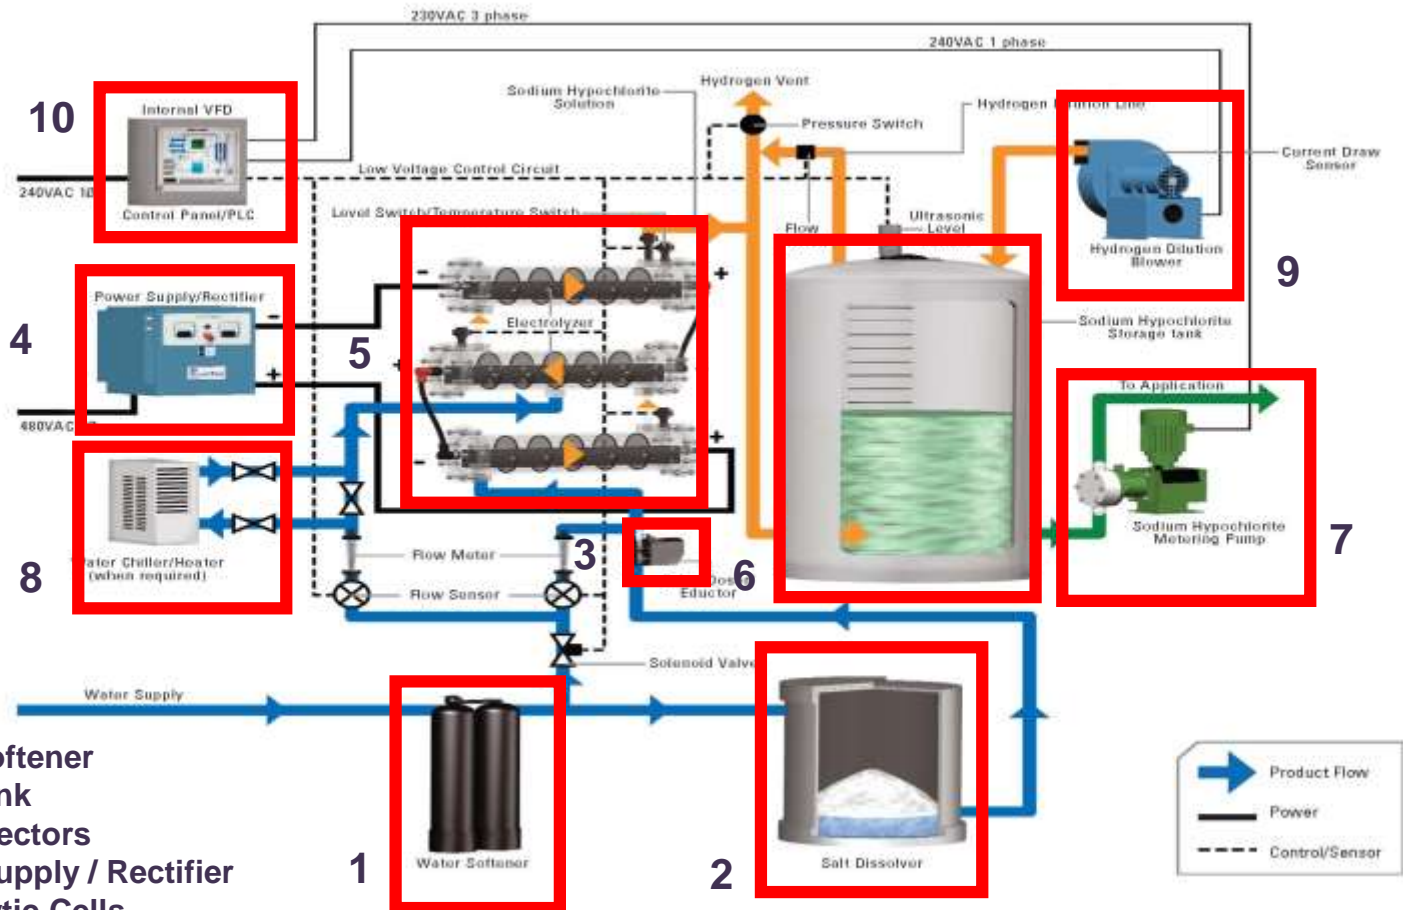 230VAC 3 phase
240VAC 1 phase
10
Internal VFD
Control Panel/PLC
240VAC 1Ø
Low Voltage Control Circuit
Sodium Hypochlorite
Solution
Hydrogen Vent
Pressure Switch
Hydrogen Dilution Line
Current Draw
Sensor
Level Switch/Temperature Switch
Flow
Ultrasonic
Level
Hydrogen Dilution
Blower
9
4
Power Supply/Rectifier
-
+
480VAC
5
-
+
Electrolyzer
+
-
+
Sodium Hypochlorite
Storage tank
To Application
Sodium Hypochlorite
Metering Pump
7
8
Water Chiller/Heater
(when required)
Flow Meter
Flow Sensor
3
6
Eductor
Solenoid Valve
Water Supply
1
Water Softener
2
Salt Dissolver
Product Flow
Power
Control/Sensor
oftener
nk
ectors
upply / Rectifier
tic Cells